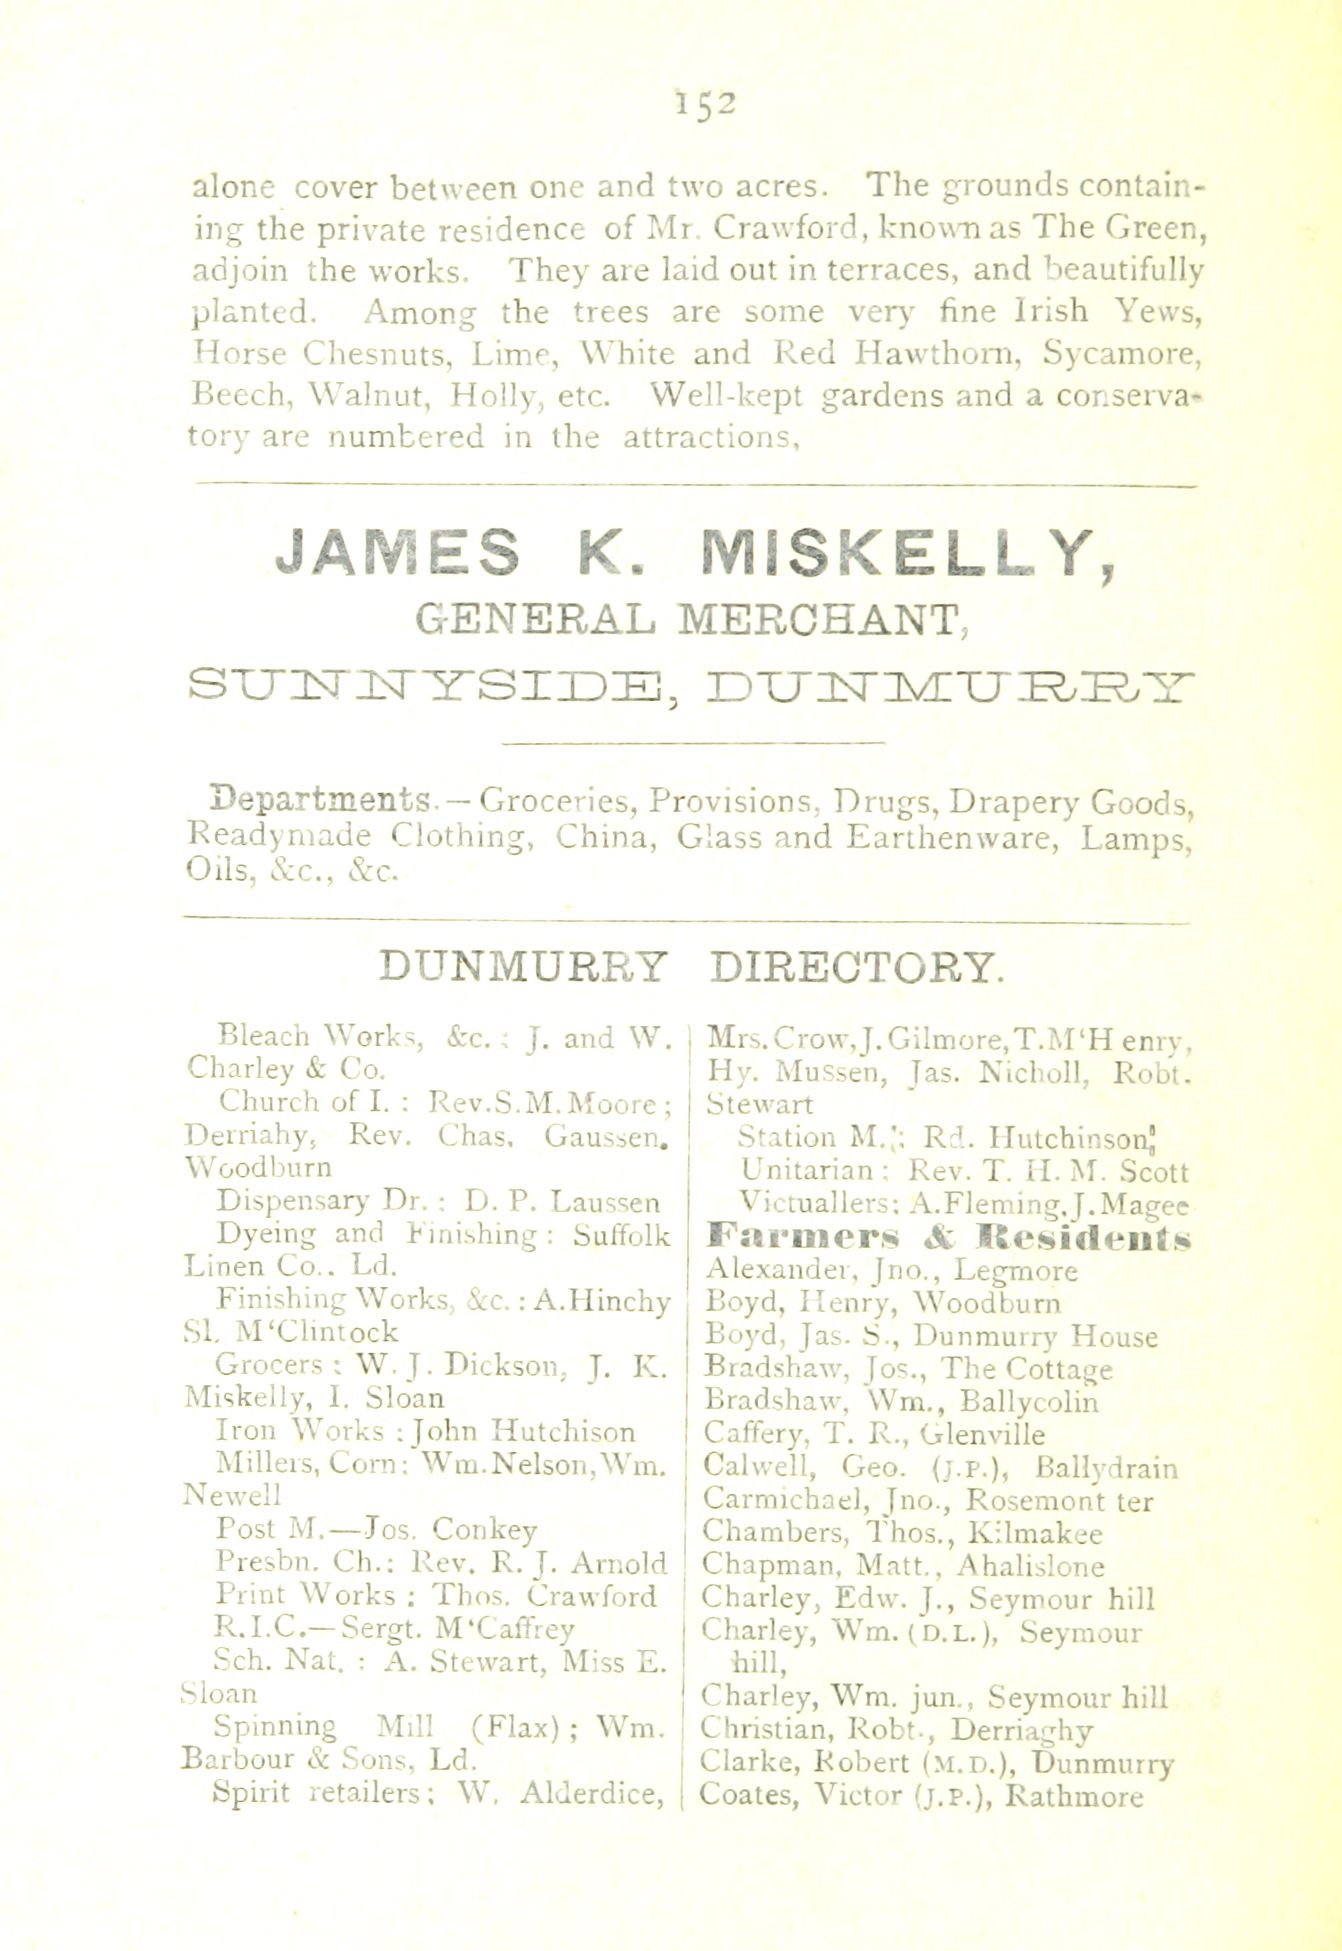 152
alone cover between one and two acres. The grounds contain-
ing the private residence of Mr. Crawford, known as The Green,
adjoin the works. They are laid out in terraces, and beautifully
planted. Among the trees are some very fine Irish Yews,
Horse Chesnuts, Lime, White and Red Hawthorn, Sycamore,
Beech, Walnut, Holly, etc. Well-kept gardens and a conserva-
tory are numbered in the attractions,
JAMES K. MISKELLY,
GENERAL MERCHANT,
SUNNYSIDE, DUNMURRY
Departments.—Groceries, Provisions, Drugs, Drapery Goods,
Readymade Clothing, China, Glass and Earthenware, Lamps,
Oils, &c., &c.
DUNMURRY DIRECTORY.
Bleach Works, &c. : J. and W.
Charley & Co.
Church of I. : Rev. S. M. Moore ;
Derriahy, Rev. Chas. Gaussen.
Woodburn
Dispensary Dr. : D. P. Laussen
Dyeing and Finishing : Suffolk
Linen Co.. Ld.
Finishing Works, &c. : A. Hinchy
Sl. M'Clintock
Grocers : W. J. Dickson, J. K.
Miskelly, I. Sloan
Iron Works : John Hutchison
Millers, Corn : Wm. Nelson, Wm.
Newell
Post M.—Jos. Conkey
Presbn. Ch.: Rev. R. J. Arnold
Print Works : Thos. Crawford
R.I.C.—Sergt. M'Caffrey
Sch. Nat. : A. Stewart, Miss E.
Sloan
Spinning Mill (Flax) ; Wm.
Barbour & Sons, Ld.
Spirit retailers : W. Alderdice,
Mrs. Crow, J. Gilmore, T. M'Henry,
Hy. Mussen, Jas. Nicholl, Robt.
Stewart
Station M. : Rd. Hutchinson
Unitarian : Rev. T. H. M. Scott
Victuallers : A. Fleming, J. Magee
Farmers & Residents
Alexander, Jno., Legmore
Boyd, Henry, Woodburn
Boyd, Jas. S., Dunmurry House
Bradshaw, Jos., The Cottage
Bradshaw, Wm., Ballycolin
Caffery, T. R., Glenville
Calwell, Geo. (J.P.), Ballydrain
Carmichael, Jno., Rosemont ter
Chambers, Thos., Kilmakee
Chapman, Matt., Ahalislone
Charley, Edw. J., Seymour hill
Charley, Wm. (D.L.), Seymour
hill,
Charley, Wm. jun., Seymour hill
Christian, Robt., Derriaghy
Clarke, Robert (M.D.), Dunmurry
Coates, Victor (J.P.), Rathmore